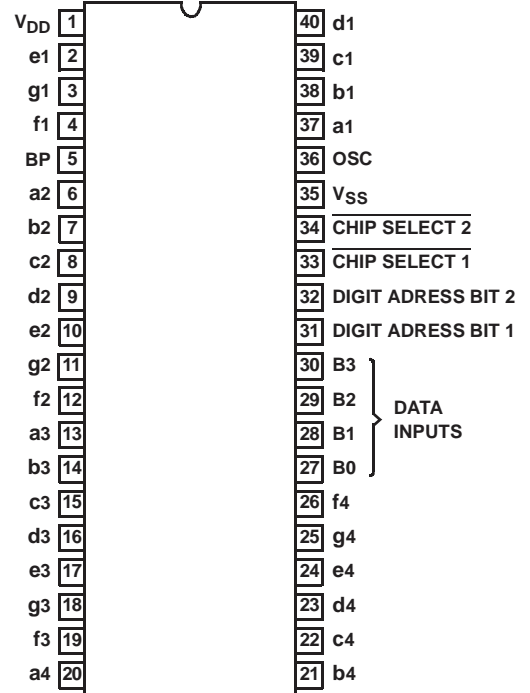 VDD 1 40 d1
e1 2 39 c1
g1 3 38 b1
f1 4 37 a1
BP 5 36 OSC
a2 6 35 VSS
b2 7 34 CHIP SELECT 2
c2 8 33 CHIP SELECT 1
d2 9 32 DIGIT ADRESS BIT 2
e2 10 31 DIGIT ADRESS BIT 1
g2 11 30 B3
f2 12 29 B2
a3 13 28 B1
b3 14 27 B0
DATA
INPUTS
c3 15 26 f4
d3 16 25 g4
e3 17 24 e4
g3 18 23 d4
f3 19 22 c4
a4 20 21 b4